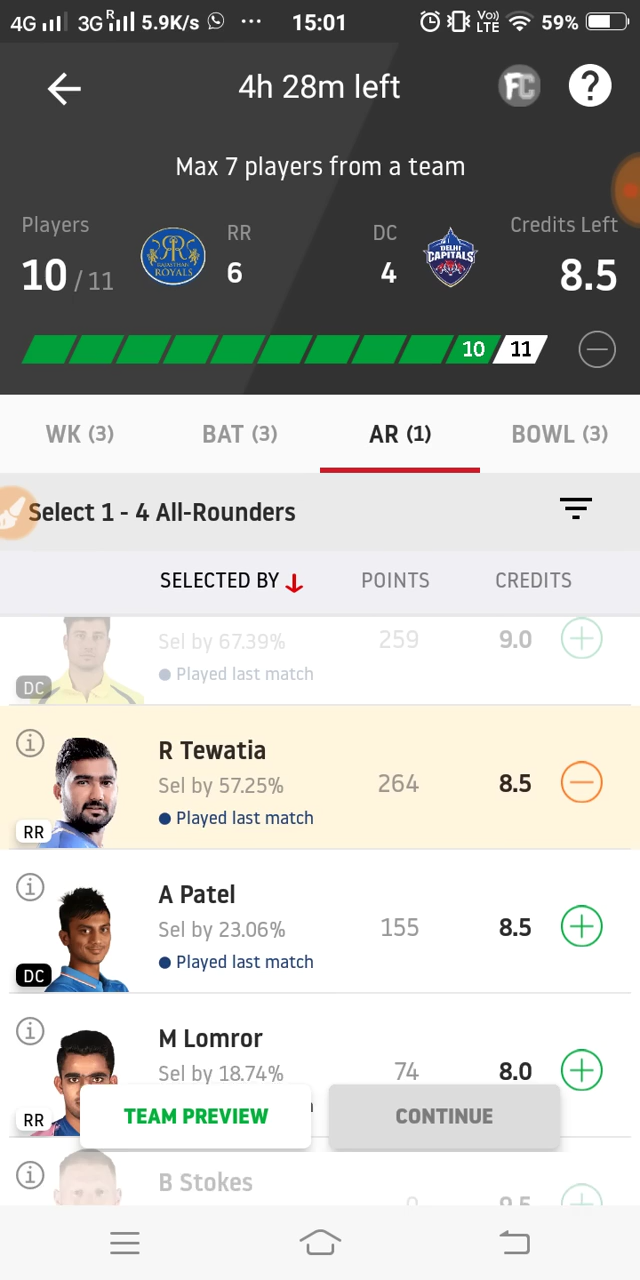 4G 3G R 5.9K/s ... 15:01 Vo) LTE 59%
4h 28m left FC ?
Max 7 players from a team
Players RR DC Credits Left
10 / 11 RAJASTHAN ROYALS 6 4 DELHI CAPITALS 8.5
10 11
WK (3) BAT (3) AR (1) BOWL (3)
Select 1 - 4 All-Rounders
SELECTED BY POINTS CREDITS
Sel by 67.39% 259 9.0
DC Played last match
R Tewatia
Sel by 57.25% 264 8.5
RR Played last match
A Patel
Sel by 23.06% 155 8.5
DC Played last match
M Lomror
Sel by 18.74% 74 8.0
RR
TEAM PREVIEW CONTINUE
B Stokes